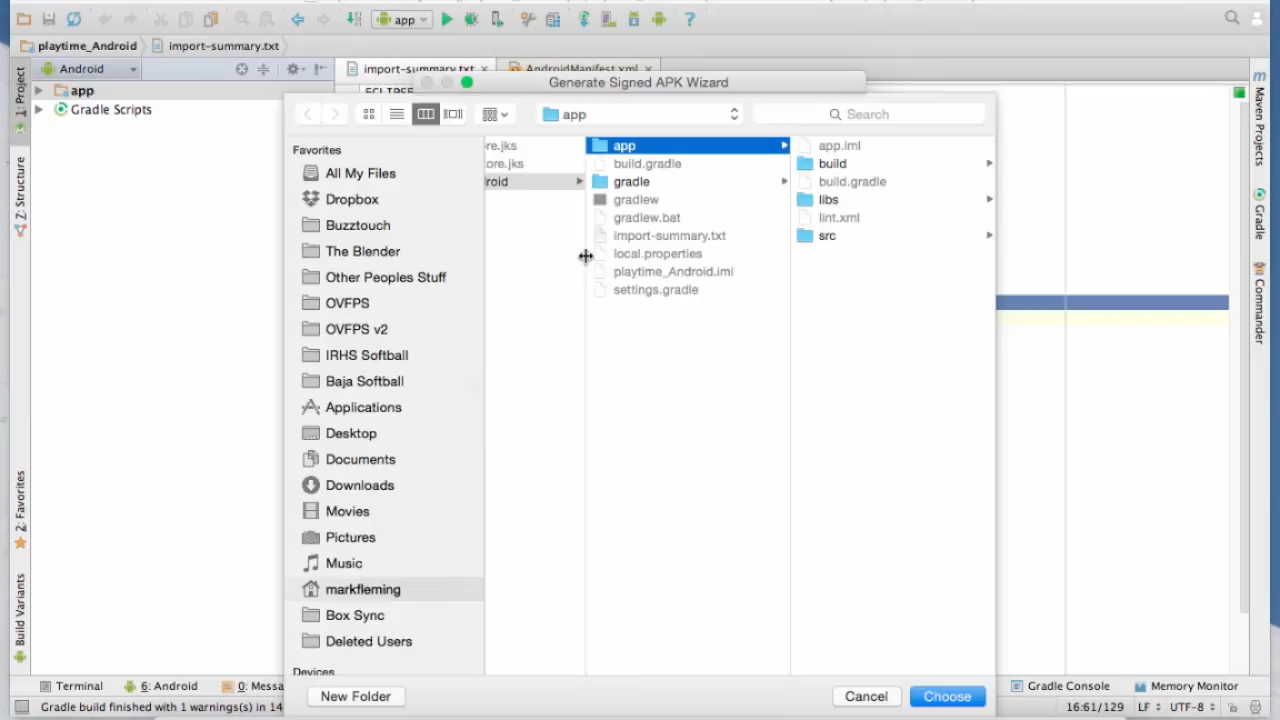 app
playtime_Android
import-summary.txt
Android
import-summary.txt
AndroidManifest.xml
1: Project
app
Gradle Scripts
Z: Structure
2: Favorites
Build Variants
Generate Signed APK Wizard
app
Search
Favorites
All My Files
Dropbox
Buzztouch
The Blender
Other Peoples Stuff
OVFPS
OVFPS v2
IRHS Softball
Baja Softball
Applications
Desktop
Documents
Downloads
Movies
Pictures
Music
markfleming
Box Sync
Deleted Users
Devices
re.jks
ore.jks
roid
app
build.gradle
gradle
gradlew
gradlew.bat
import-summary.txt
local.properties
playtime_Android.iml
settings.gradle
app.iml
build
build.gradle
libs
lint.xml
src
New Folder
Cancel
Choose
m
Maven Projects
Gradle
Commander
Terminal
6: Android
0: Messa
Gradle Console
Memory Monitor
Gradle build finished with 1 warnings(s) in 14
16:61/129
LF
UTF-8